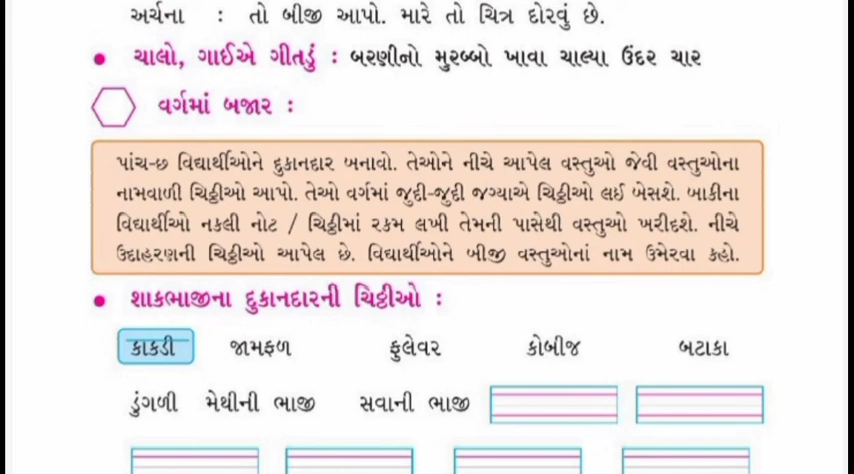 અર્ચના : તો બીજી આપો. મારે તો ચિત્ર દોરવું છે.
• ચાલો, ગાઈએ ગીતડું : બરણીનો મુરબ્બો ખાવા ચાલ્યા ઉંદર ચાર
વર્ગમાં બજાર :
પાંચ-છ વિદ્યાર્થીઓને દુકાનદાર બનાવો. તેઓને નીચે આપેલ વસ્તુઓ જેવી વસ્તુઓના
નામવાળી ચિઠ્ઠીઓ આપો. તેઓ વર્ગમાં જુદી-જુદી જગ્યાએ ચિઠ્ઠીઓ લઈ બેસશે. બાકીના
વિદ્યાર્થીઓ નકલી નોટ / ચિઠ્ઠીમાં રકમ લખી તેમની પાસેથી વસ્તુઓ ખરીદશે. નીચે
ઉદાહરણની ચિઠ્ઠીઓ આપેલ છે. વિદ્યાર્થીઓને બીજી વસ્તુઓનાં નામ ઉમેરવા કહો.
• શાકભાજીના દુકાનદારની ચિઠ્ઠીઓ :
કાકડી જામફળ ફુલેવર કોબીજ બટાકા
ડુંગળી મેથીની ભાજી સવાની ભાજી